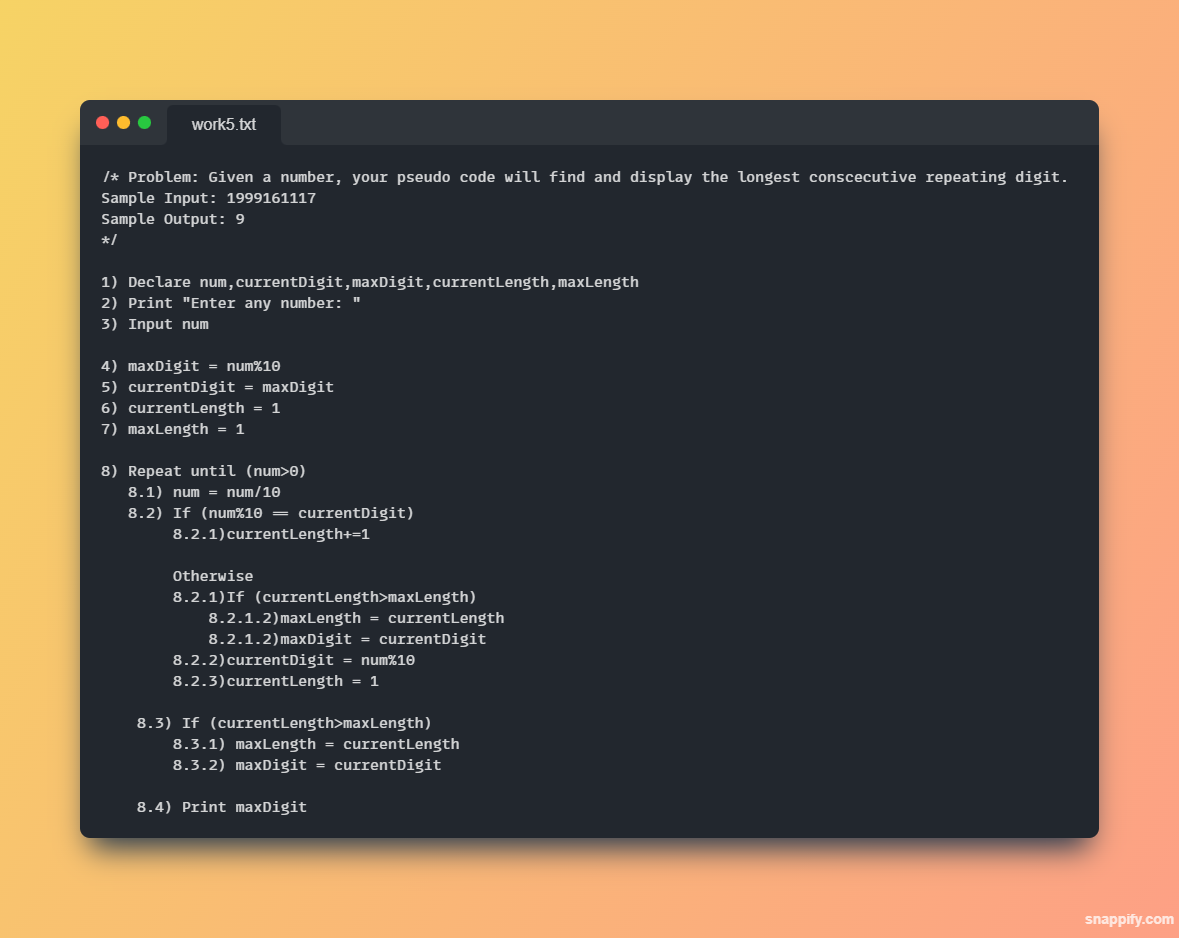 work5.txt
/* Problem: Given a number, your pseudo code will find and display the longest conscecutive repeating digit.
Sample Input: 1999161117
Sample Output: 9
*/
1) Declare num,currentDigit,maxDigit,currentLength,maxLength
2) Print "Enter any number: "
3) Input num
4) maxDigit = num%10
5) currentDigit = maxDigit
6) currentLength = 1
7) maxLength = 1
8) Repeat until (num>0)
8.1) num = num/10
8.2) If (num%10 == currentDigit)
8.2.1)currentLength+=1
Otherwise
8.2.1)If (currentLength>maxLength)
8.2.1.2)maxLength = currentLength
8.2.1.2)maxDigit = currentDigit
8.2.2)currentDigit = num%10
8.2.3)currentLength = 1
8.3) If (currentLength>maxLength)
8.3.1) maxLength = currentLength
8.3.2) maxDigit = currentDigit
8.4) Print maxDigit
snappify.com